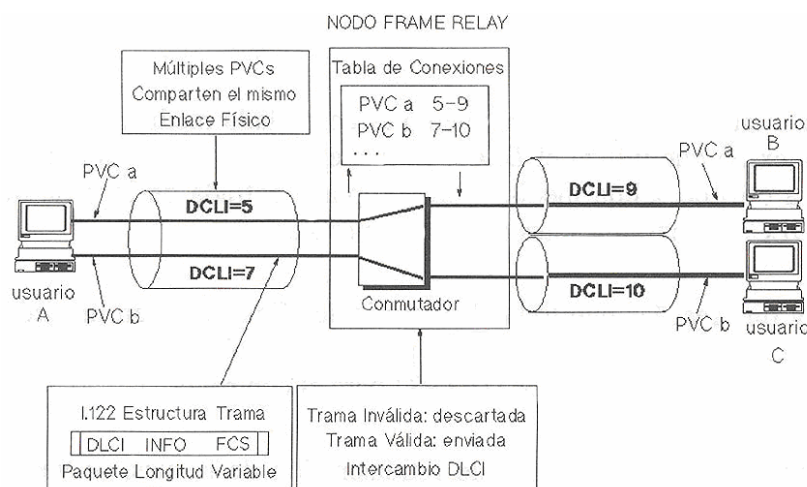 NODO FRAME RELAY
Múltiples PVCs
Comparten el mismo
Enlace Físico
Tabla de Conexiones
PVC a 5-9
PVC b 7-10
. . .
usuario
B
PVC a
DCLI=5
DCLI=9
PVC a
DCLI=7
usuario
A
PVC b
Conmutador
DCLI=10
PVC b
usuario
C
I.122 Estructura Trama
DLCI INFO FCS
Paquete Longitud Variable
Trama Inválida: descartada
Trama Válida: enviada
Intercambio DLCI